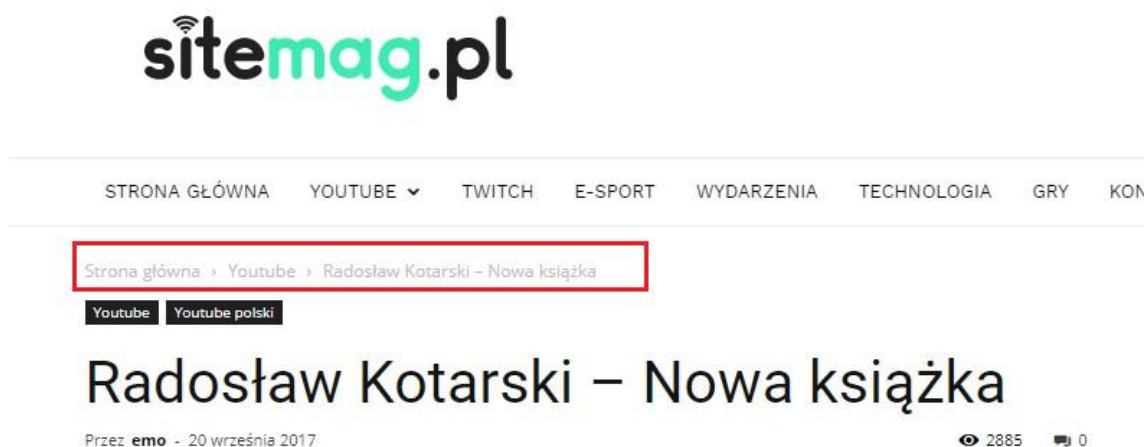 sitemag.pl
STRONA GŁÓWNA YOUTUBE TWITCH E-SPORT WYDARZENIA TECHNOLOGIA GRY
Strona główna › Youtube › Radosław Kotarski – Nowa książka
Youtube Youtube polski
Radosław Kotarski – Nowa książka
Przez emo - 20 września 2017 2885 0